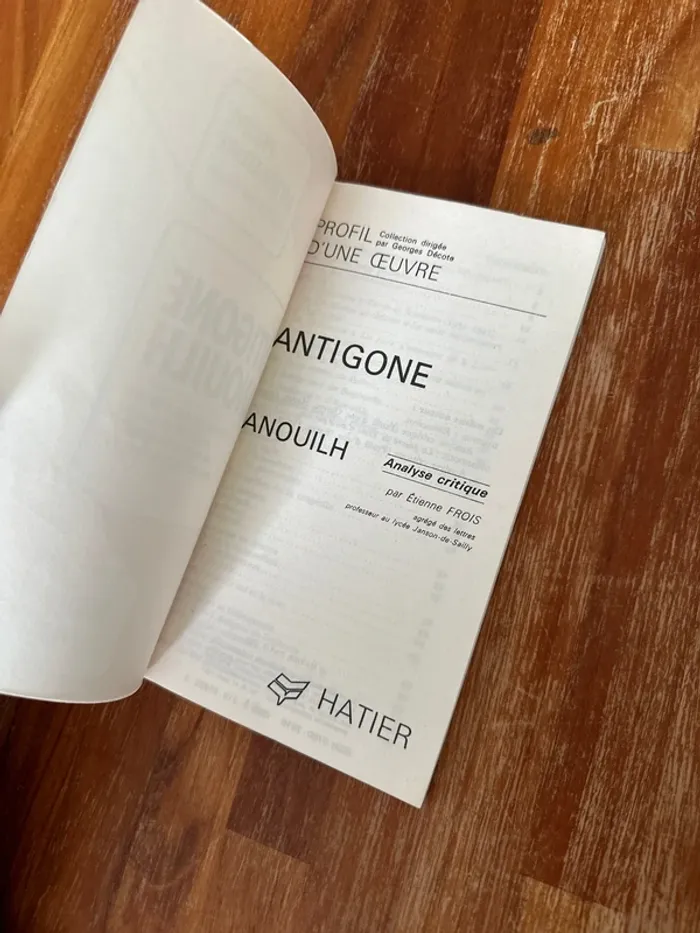 PROFIL Collection dirigée
par Georges Décote
D'UNE ŒUVRE
ANTIGONE
ANOUILH
Analyse critique
par Étienne FROIS
agrégé des lettres
professeur au lycée Janson-de-Sailly
HATIER